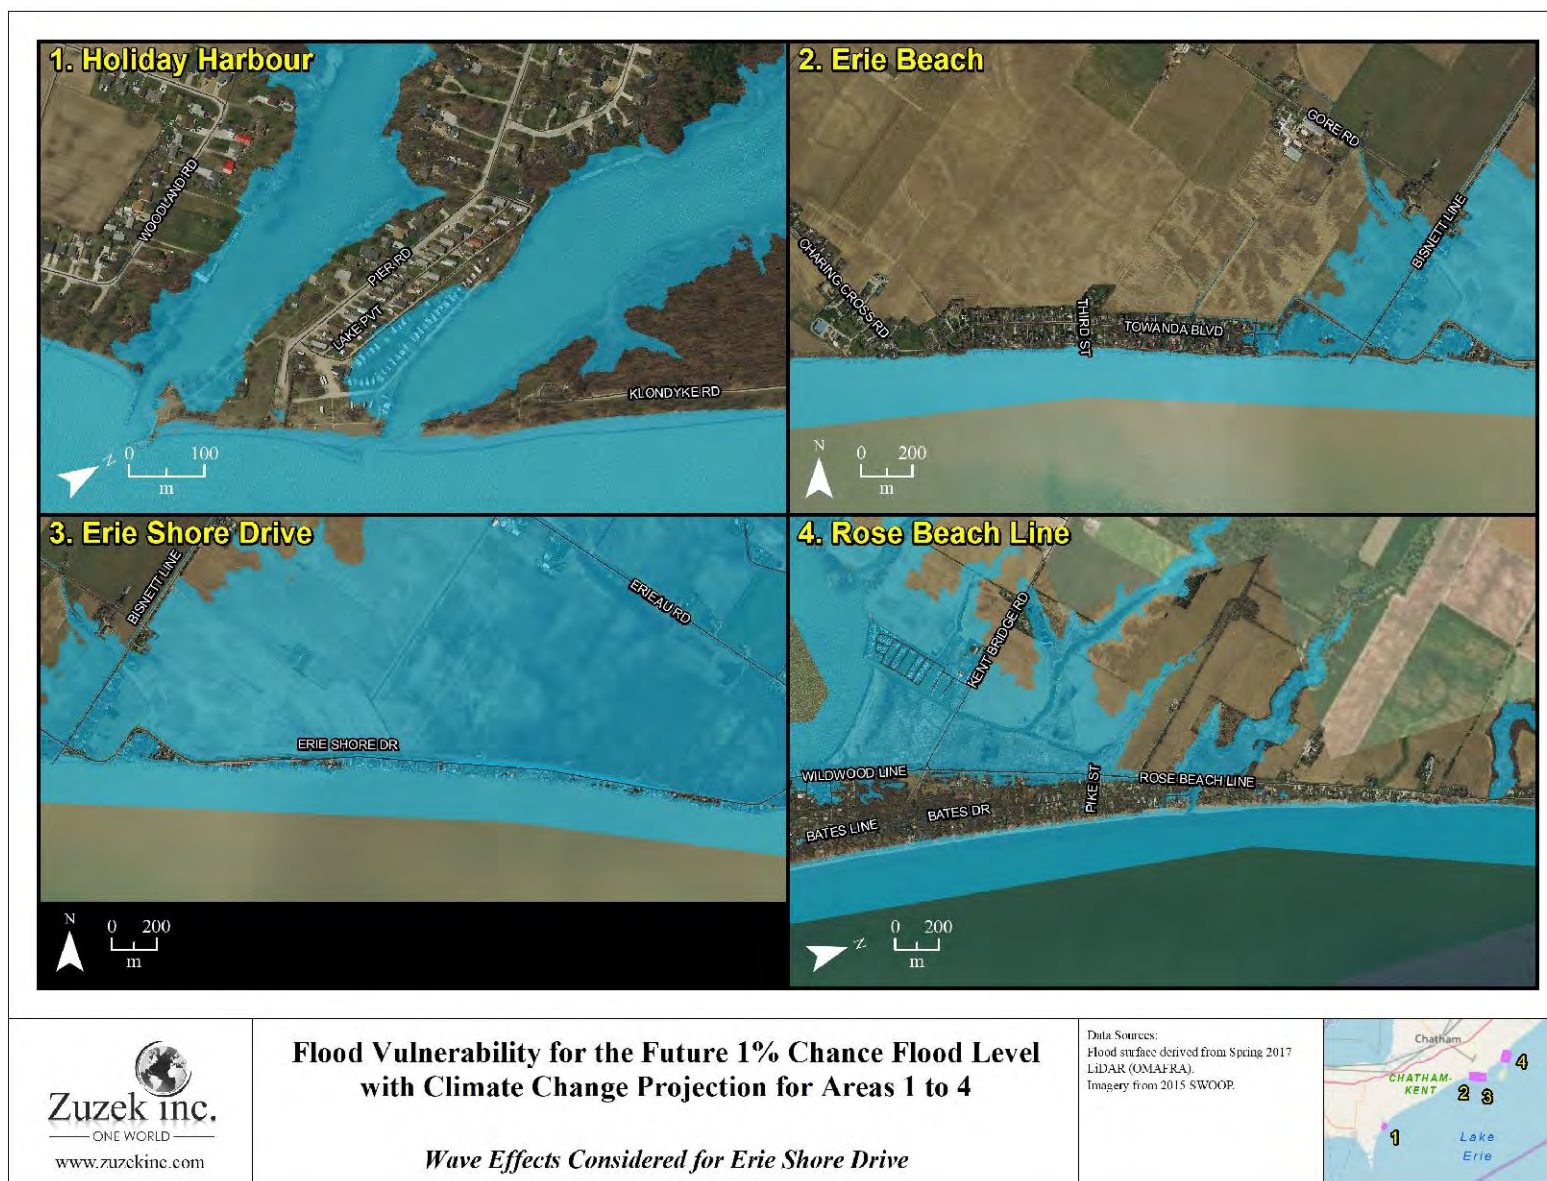 1. Holiday Harbour
WOODLAND RD
PIER RD
LAKE PVT
KLONDYKE RD
0 100
m
Z
2. Erie Beach
GORE RD
BISNETT LINE
CHARING CROSS RD
THIRD ST
TOWANDA BLVD
N
0 200
m
3. Erie Shore Drive
BISNETT LINE
ERIEAU RD
ERIE SHORE DR
N
0 200
m
4. Rose Beach Line
KENT BRIDGE RD
WILDWOOD LINE
PIKE ST
ROSE BEACH LINE
BATES DR
BATES LINE
0 200
m
Z
Zuzek inc.
ONE WORLD
www.zuzekinc.com
Flood Vulnerability for the Future 1% Chance Flood Level
with Climate Change Projection for Areas 1 to 4
Wave Effects Considered for Erie Shore Drive
Data Sources:
Flood surface derived from Spring 2017
LiDAR (OMAFRA).
Imagery from 2015 SWOOP.
Chatham
CHATHAM-
KENT
4
2
3
1
Lake
Erie